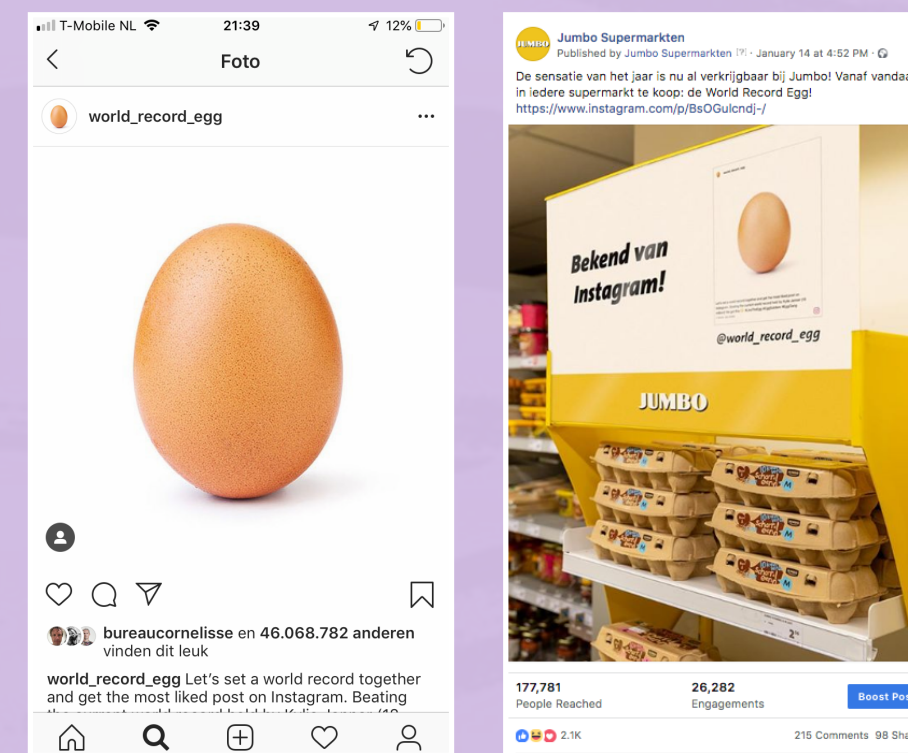 T-Mobile NL 21:39 12%
Foto
world_record_egg
bureaucornelisse en 46.068.782 anderen
vinden dit leuk
world_record_egg Let's set a world record together
and get the most liked post on Instagram. Beating
JUMBO
Jumbo Supermarkten
Published by Jumbo Supermarkten [?] · January 14 at 4:52 PM ·
De sensatie van het jaar is nu al verkrijgbaar bij Jumbo! Vanaf
in iedere supermarkt te koop: de World Record Egg!
https://www.instagram.com/p/BsOGulcndj-/
Bekend van
Instagram!
@world_record_egg
JUMBO
M
M
M
M
M
M
177,781
People Reached
26,282
Engagements
Boost
2.1K
215 Comments 98